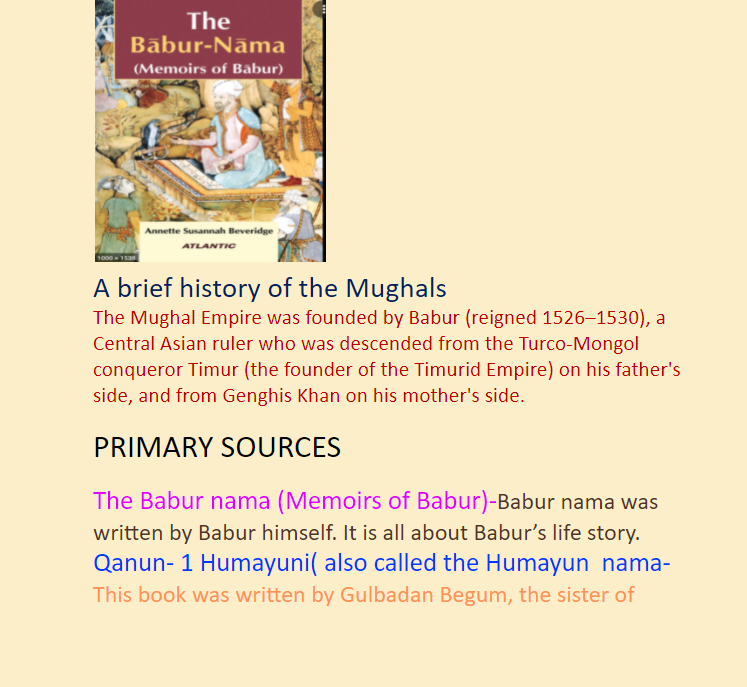 The
Bābur-Nāma
(Memoirs of Bābur)
Annette Susannah Beveridge
ATLANTIC
1000 × 1538
A brief history of the Mughals
The Mughal Empire was founded by Babur (reigned 1526–1530), a
Central Asian ruler who was descended from the Turco-Mongol
conqueror Timur (the founder of the Timurid Empire) on his father's
side, and from Genghis Khan on his mother's side.
PRIMARY SOURCES
The Babur nama (Memoirs of Babur)-Babur nama was
written by Babur himself. It is all about Babur’s life story.
Qanun- 1 Humayuni( also called the Humayun  nama-
This book was written by Gulbadan Begum, the sister of